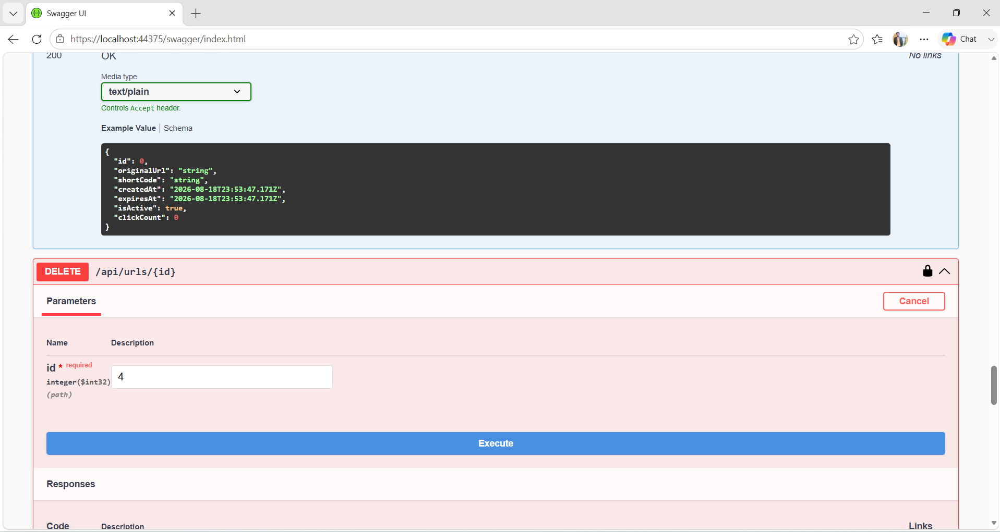 Swagger UI
https://localhost:44375/swagger/index.html
Chat
200 OK No links
Media type
text/plain
Controls Accept header.
Example Value Schema
{
"id": 0,
"originalUrl": "string",
"shortCode": "string",
"createdAt": "2026-08-18T23:53:47.171Z",
"expiresAt": "2026-08-18T23:53:47.171Z",
"isActive": true,
"clickCount": 0
}
DELETE /api/urls/{id}
Parameters Cancel
Name Description
id * required
integer($int32)
(path)
4
Execute
Responses
Code Description Links